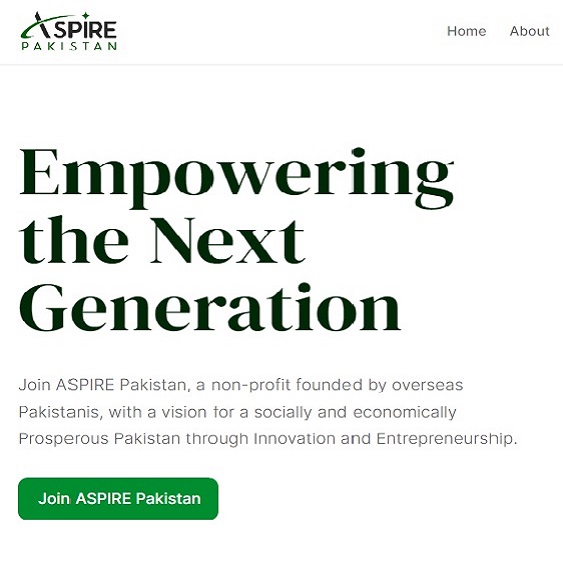 ASPIRE
PAKISTAN
Home About
Empowering
the Next
Generation
Join ASPIRE Pakistan, a non-profit founded by overseas
Pakistanis, with a vision for a socially and economically
Prosperous Pakistan through Innovation and Entrepreneurship.
Join ASPIRE Pakistan